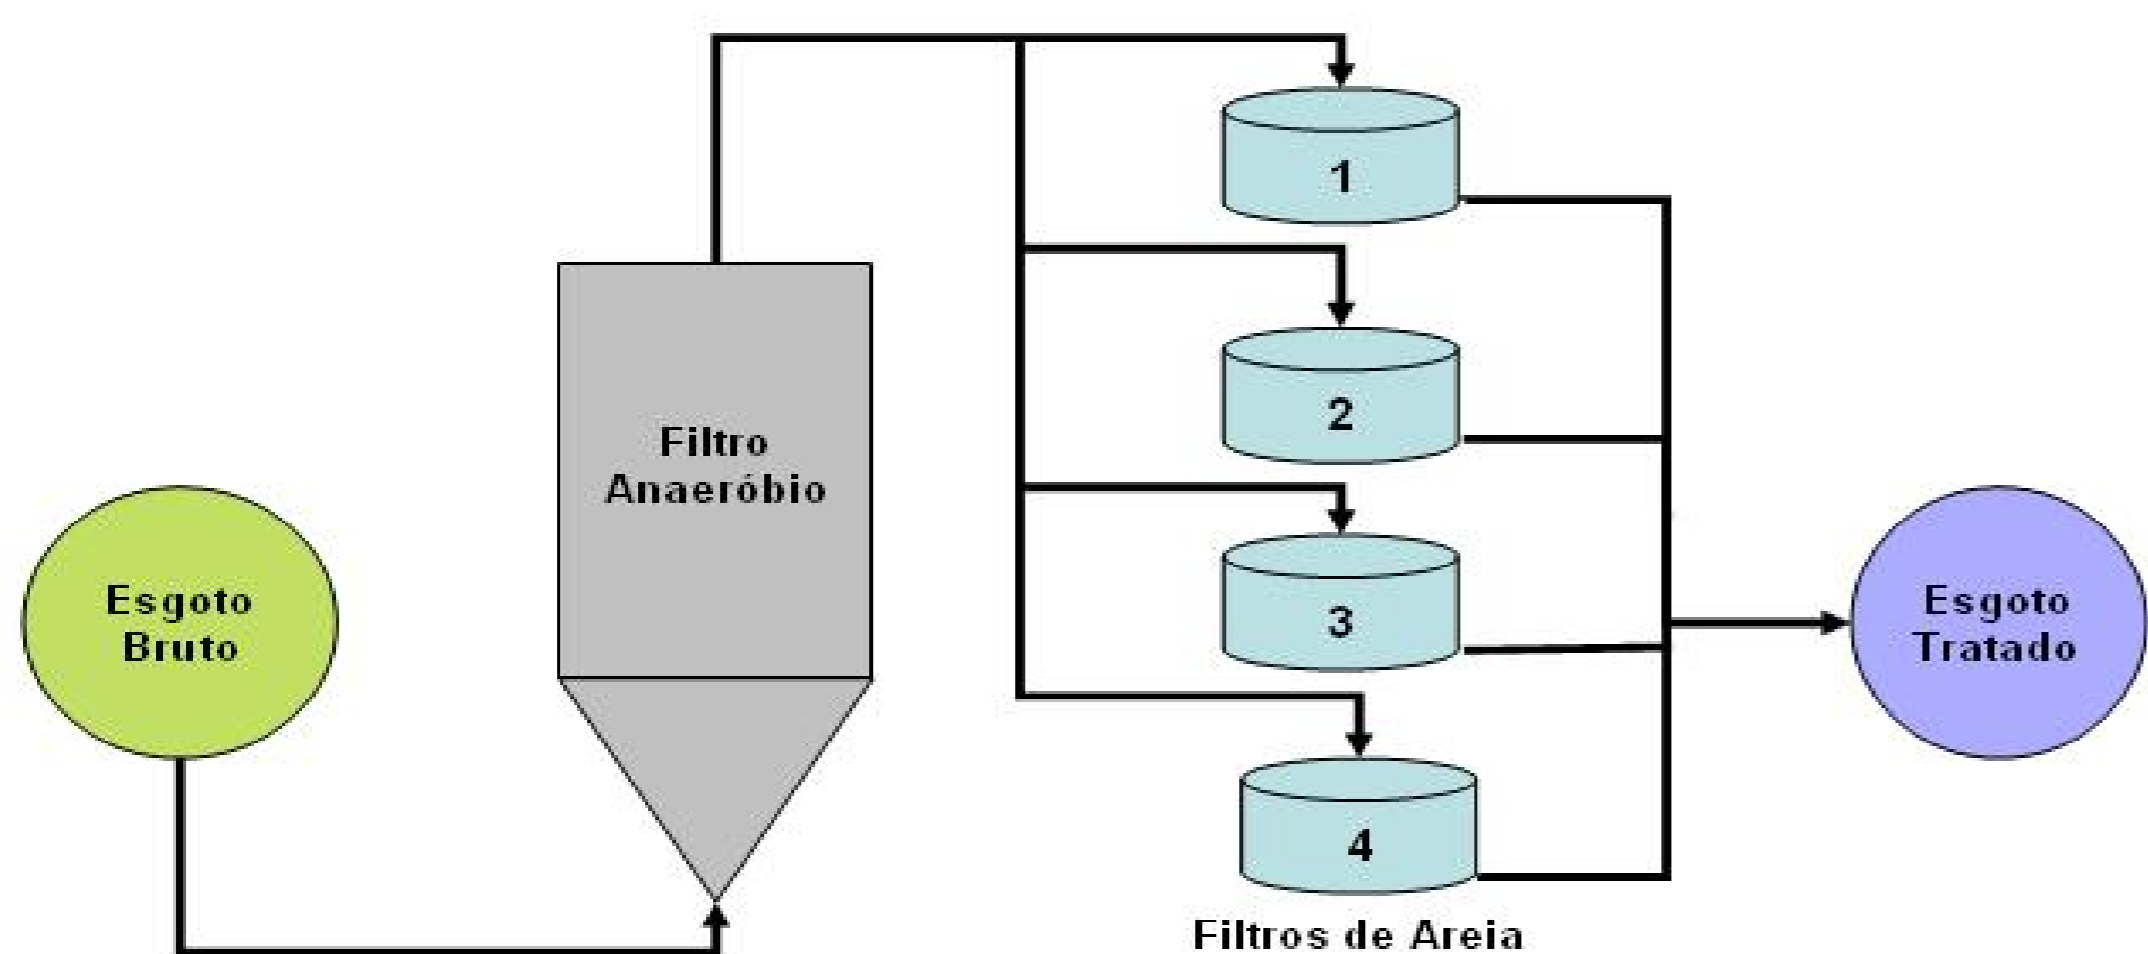 Esgoto
Bruto
Filtro
Anaeróbio
1
2
3
4
Filtros de Areia
Esgoto
Tratado